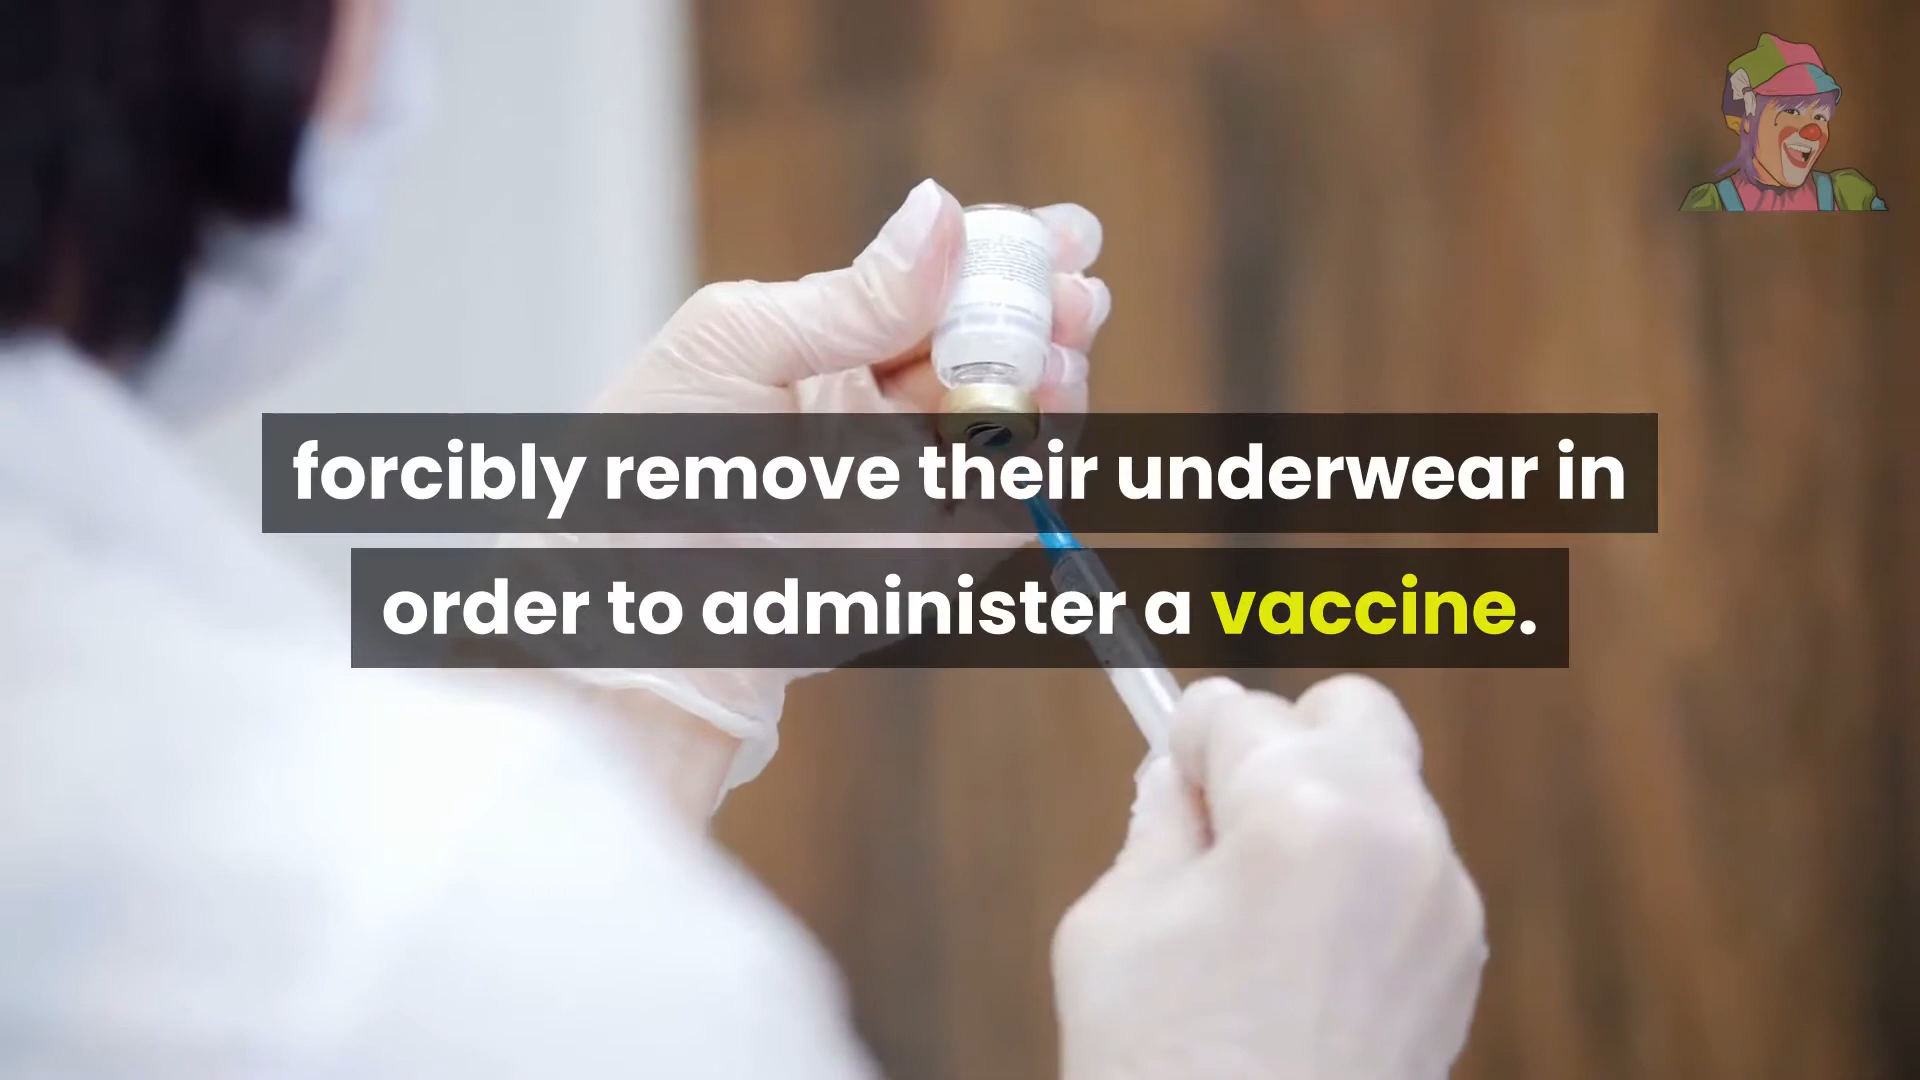 forcibly remove their underwear in
order to administer a vaccine.